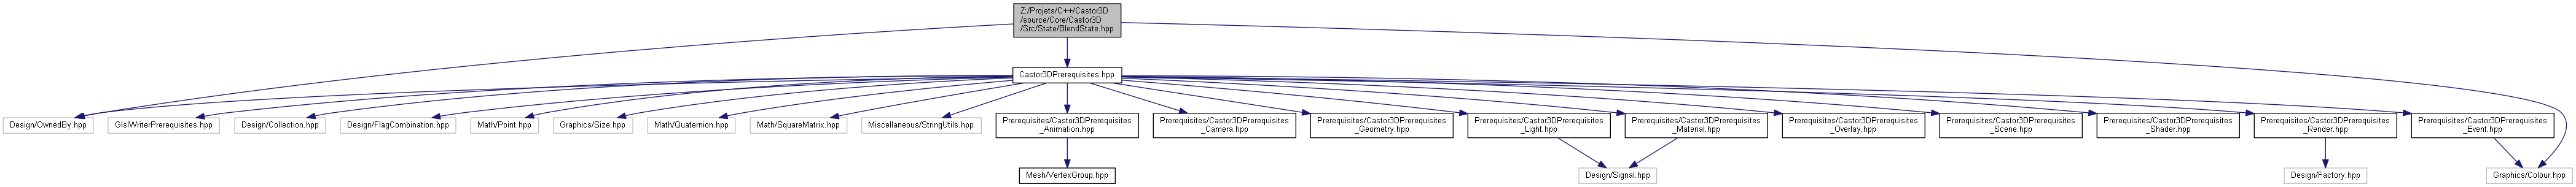 Z:/Projets/C++/Castor3D
/source/Core/Castor3D
/Src/State/BlendState.hpp
Castor3DPrerequisites.hpp
Design/OwnedBy.hpp
GlslWriterPrerequisites.hpp
Design/Collection.hpp
Design/FlagCombination.hpp
Math/Point.hpp
Graphics/Size.hpp
Math/Quaternion.hpp
Math/SquareMatrix.hpp
Miscellaneous/StringUtils.hpp
Prerequisites/Castor3DPrerequisites
_Animation.hpp
Prerequisites/Castor3DPrerequisites
_Camera.hpp
Prerequisites/Castor3DPrerequisites
_Geometry.hpp
Prerequisites/Castor3DPrerequisites
_Light.hpp
Prerequisites/Castor3DPrerequisites
_Material.hpp
Prerequisites/Castor3DPrerequisites
_Overlay.hpp
Prerequisites/Castor3DPrerequisites
_Scene.hpp
Prerequisites/Castor3DPrerequisites
_Shader.hpp
Prerequisites/Castor3DPrerequisites
_Render.hpp
Prerequisites/Castor3DPrerequisites
_Event.hpp
Mesh/VertexGroup.hpp
Design/Signal.hpp
Design/Factory.hpp
Graphics/Colour.hpp